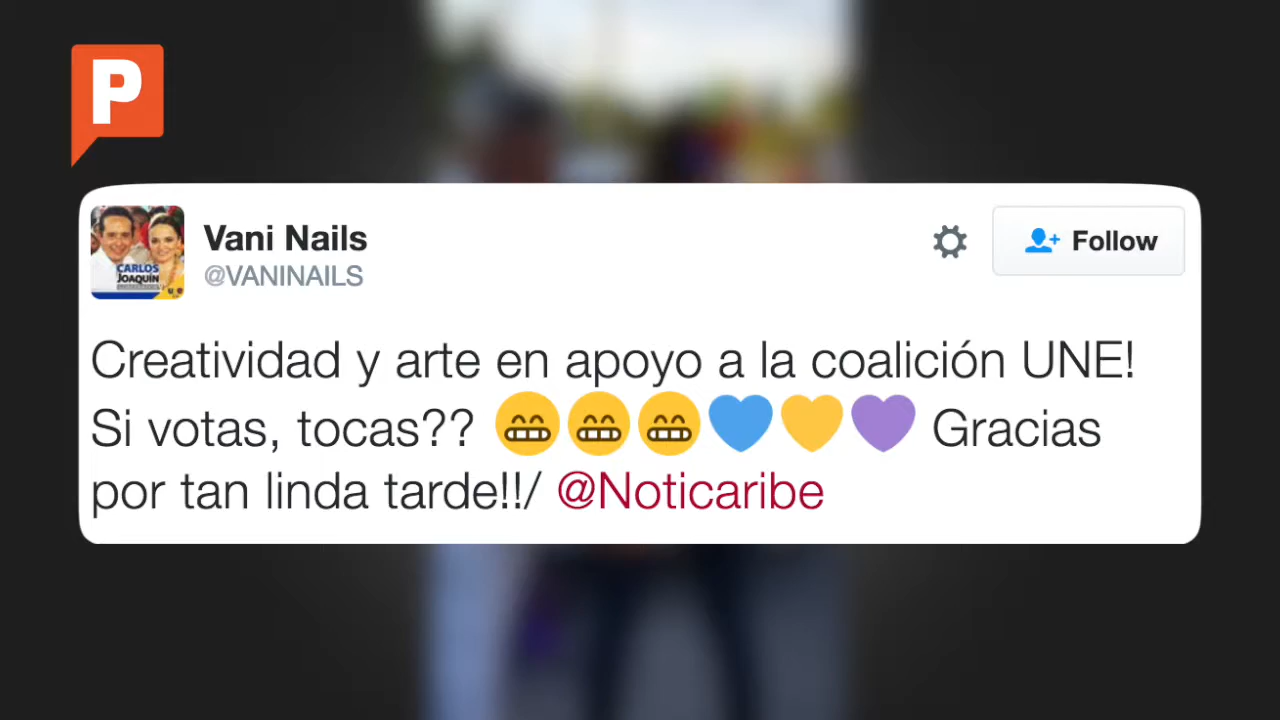 P
Vani Nails
@VANINAILS
CARLOS
JOAQUÍN
Follow
Creatividad y arte en apoyo a la coalición UNE!
Si votas, tocas?? 😁😁😁💙💛💜 Gracias
por tan linda tarde!!/ @Noticaribe